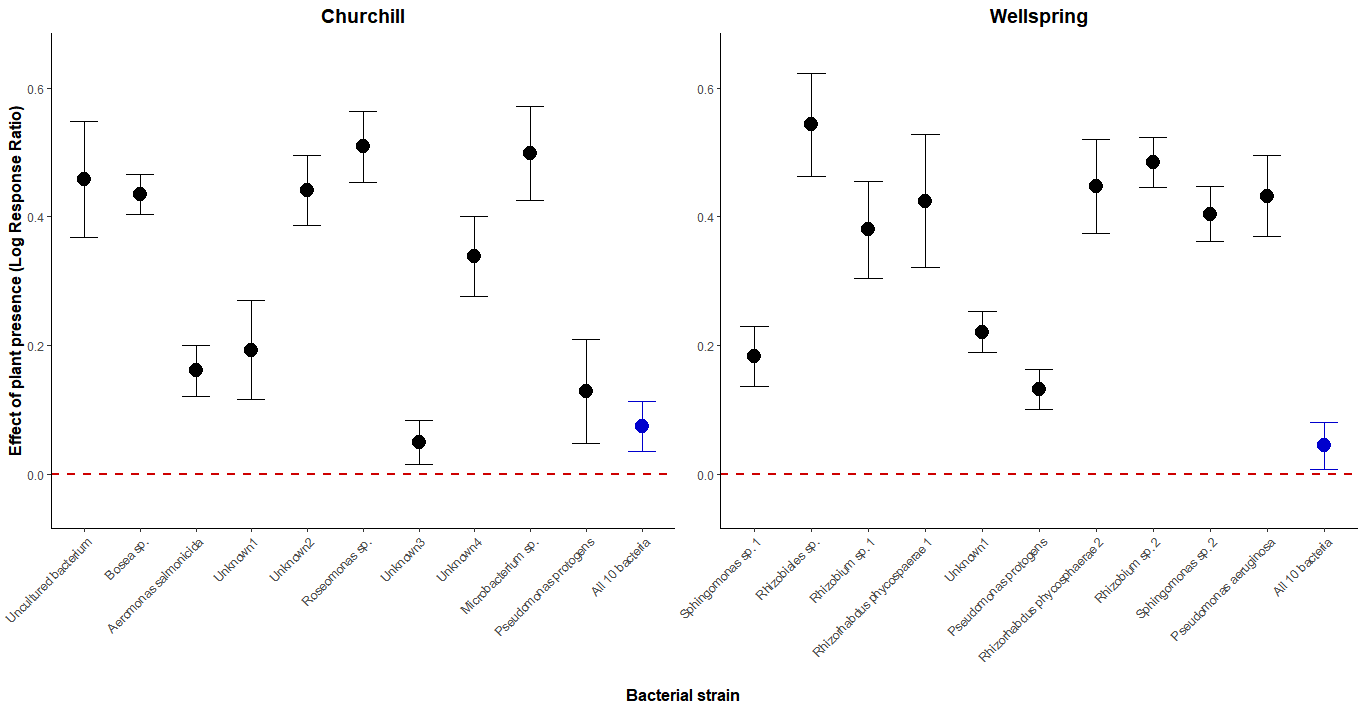 Churchill
Wellspring
Effect of plant presence (Log Response Ratio)
0.6
0.4
0.2
0.0
0.6
0.4
0.2
0.0
Uncultured bacterium
Bosea sp.
Aeromonas salmonicida
Unknown1
Unknown2
Roseomonas sp.
Unknown3
Unknown4
Microbacterium sp.
Pseudomonas protogens
All 10 bacteria
Sphingomonas sp. 1
Rhizobiales sp.
Rhizobium sp. 1
Rhizorhabdus phycospaerae 1
Unknown1
Pseudomonas protogens
Rhizorhabdus phycosphaerae 2
Rhizobium sp. 2
Sphingomonas sp. 2
Pseudomonas aeruginosa
All 10 bacteria
Bacterial strain